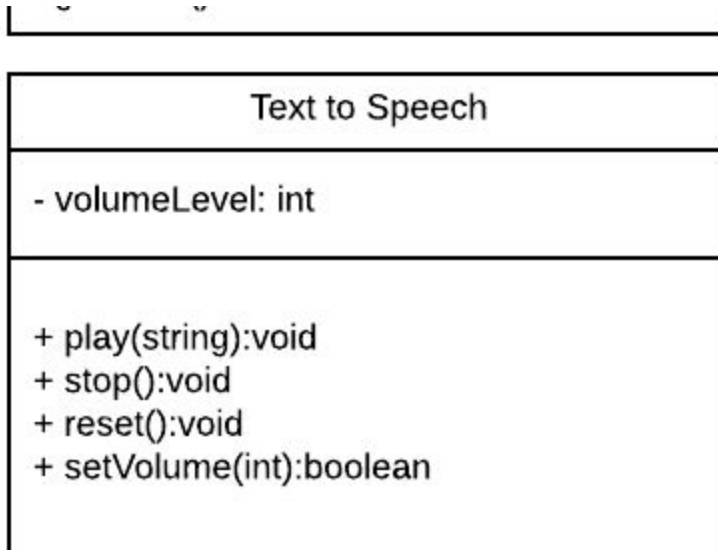 Text to Speech
- volumeLevel: int
+ play(string):void
+ stop():void
+ reset():void
+ setVolume(int):boolean